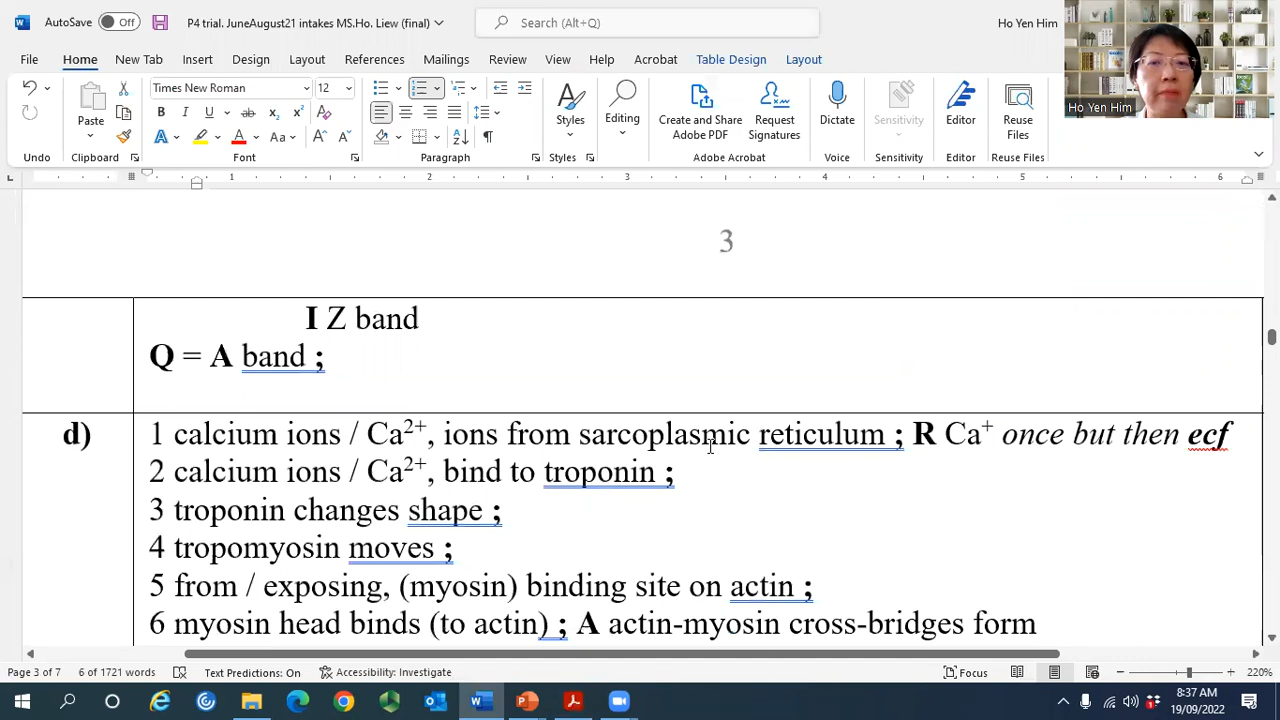 AutoSave Off P4 trial. JuneAugust21 intakes MS.Ho. Liew (final) Search (Alt+Q) Ho Yen Him
File Home New Tab Insert Design Layout References Mailings Review View Help Acrobat Table Design Layout
Times New Roman 12
Paste Styles Editing Create and Share Adobe PDF Request Signatures Dictate Sensitivity Editor Reuse Files
Undo Clipboard Font Paragraph Styles Adobe Acrobat Voice Sensitivity Editor Reuse Files
Ho Yen Him
1 2 3 4 5 6
3
I Z band
Q = A band ;
d) 1 calcium ions / Ca²⁺, ions from sarcoplasmic reticulum ; R Ca⁺ once but then ecf
2 calcium ions / Ca²⁺, bind to troponin ;
3 troponin changes shape ;
4 tropomyosin moves ;
5 from / exposing, (myosin) binding site on actin ;
6 myosin head binds (to actin) ; A actin-myosin cross-bridges form
Page 3 of 7 6 of 1721 words Text Predictions: On Accessibility: Investigate Focus 220%
8:37 AM
19/09/2022